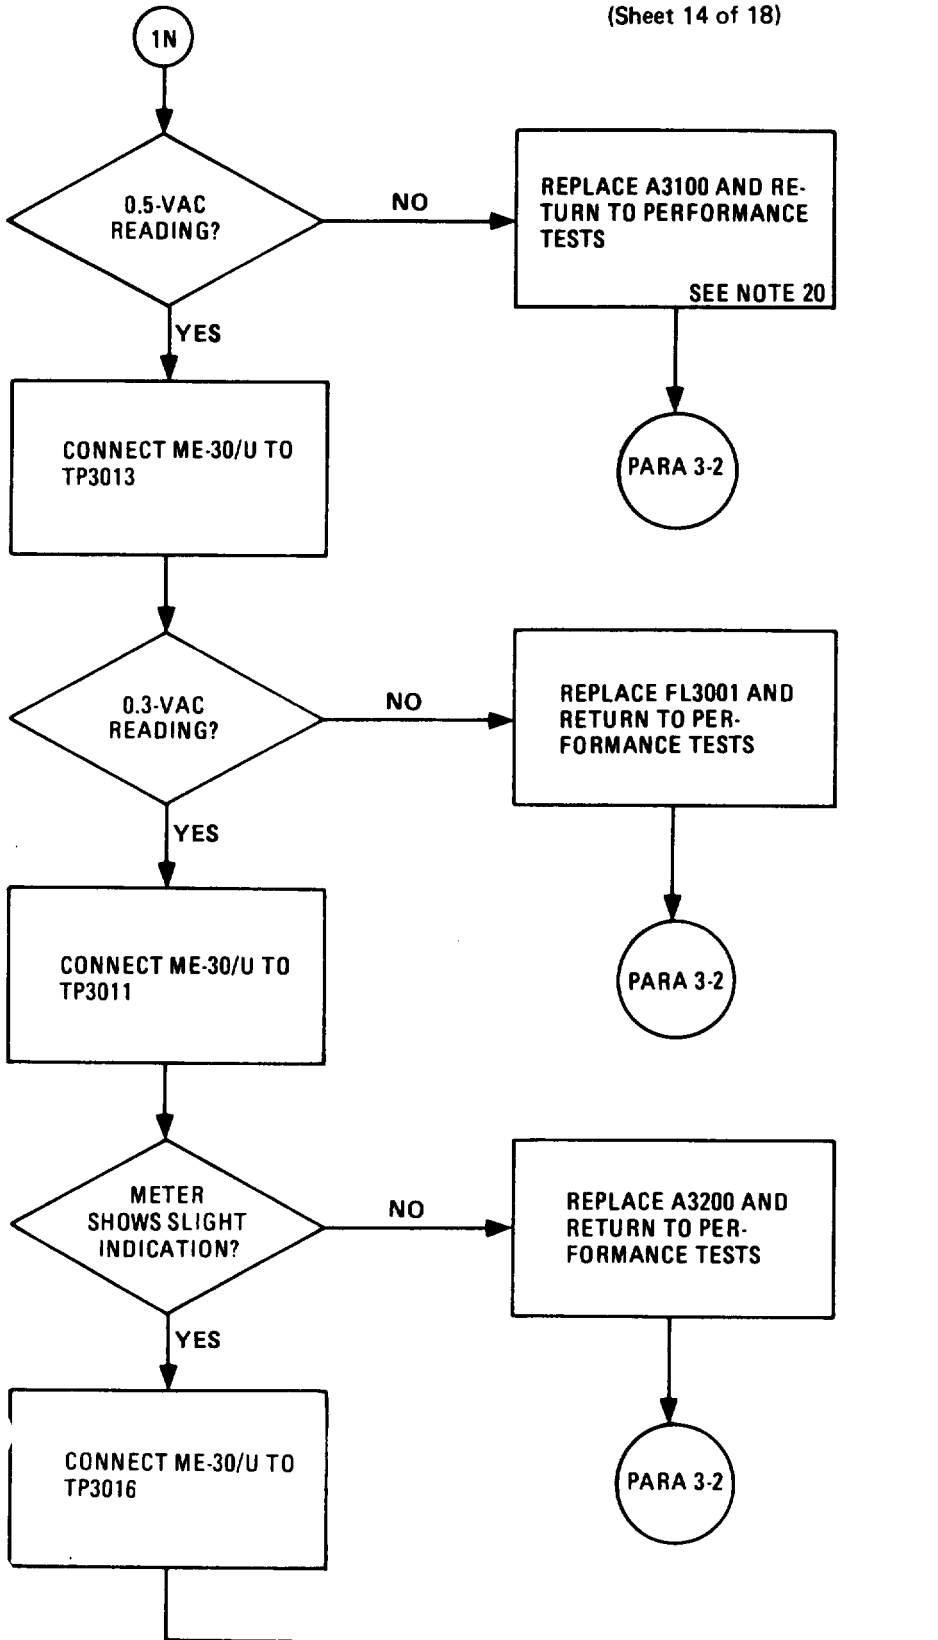 (Sheet 14 of 18)
1N
0.5-VAC
READING?
NO
REPLACE A3100 AND RE-
TURN TO PERFORMANCE
TESTS
SEE NOTE 20
YES
PARA 3-2
CONNECT ME-30/U TO
TP3013
0.3-VAC
READING?
NO
REPLACE FL3001 AND
RETURN TO PER-
FORMANCE TESTS
YES
PARA 3-2
CONNECT ME-30/U TO
TP3011
METER
SHOWS SLIGHT
INDICATION?
NO
REPLACE A3200 AND
RETURN TO PER-
FORMANCE TESTS
YES
PARA 3-2
CONNECT ME-30/U TO
TP3016